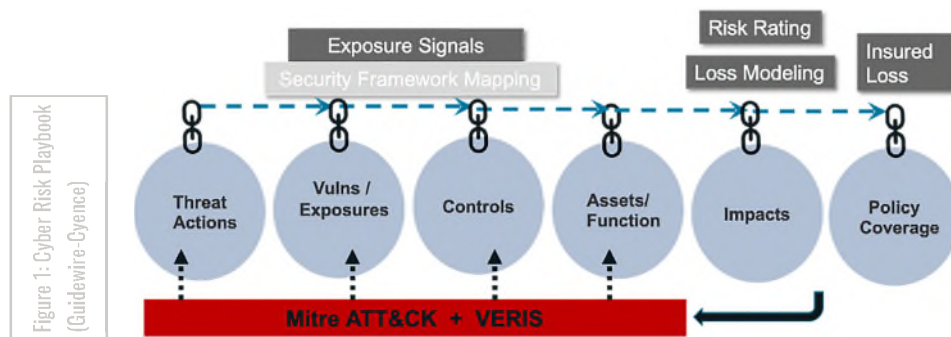 Risk Rating
Exposure Signals
Insured
Loss
Security Framework Mapping
Loss Modeling
Threat
Actions
Vulns /
Exposures
Controls
Assets/
Function
Impacts
Policy
Coverage
Mitre ATT&CK + VERIS
Figure 1: Cyber Risk Playbook
(Guidewire-Cyence)